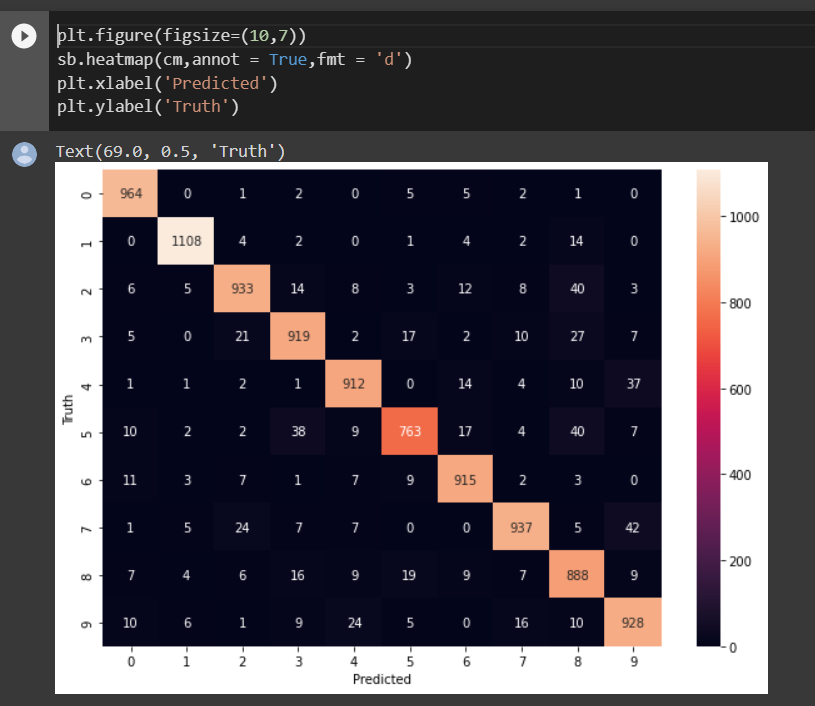 plt.figure(figsize=(10,7))
sb.heatmap(cm,annot = True,fmt = 'd')
plt.xlabel('Predicted')
plt.ylabel('Truth')
Text(69.0, 0.5, 'Truth')
0 964 0 1 2 0 5 5 2 1 0
1 0 1108 4 2 0 1 4 2 14 0
2 6 5 933 14 8 3 12 8 40 3
3 5 0 21 919 2 17 2 10 27 7
4 1 1 2 1 912 0 14 4 10 37
5 10 2 2 38 9 763 17 4 40 7
6 11 3 7 1 7 9 915 2 3 0
7 1 5 24 7 7 0 0 937 5 42
8 7 4 6 16 9 19 9 7 888 9
9 10 6 1 9 24 5 0 16 10 928
0 1 2 3 4 5 6 7 8 9
Predicted
Truth
1000
800
600
400
200
0